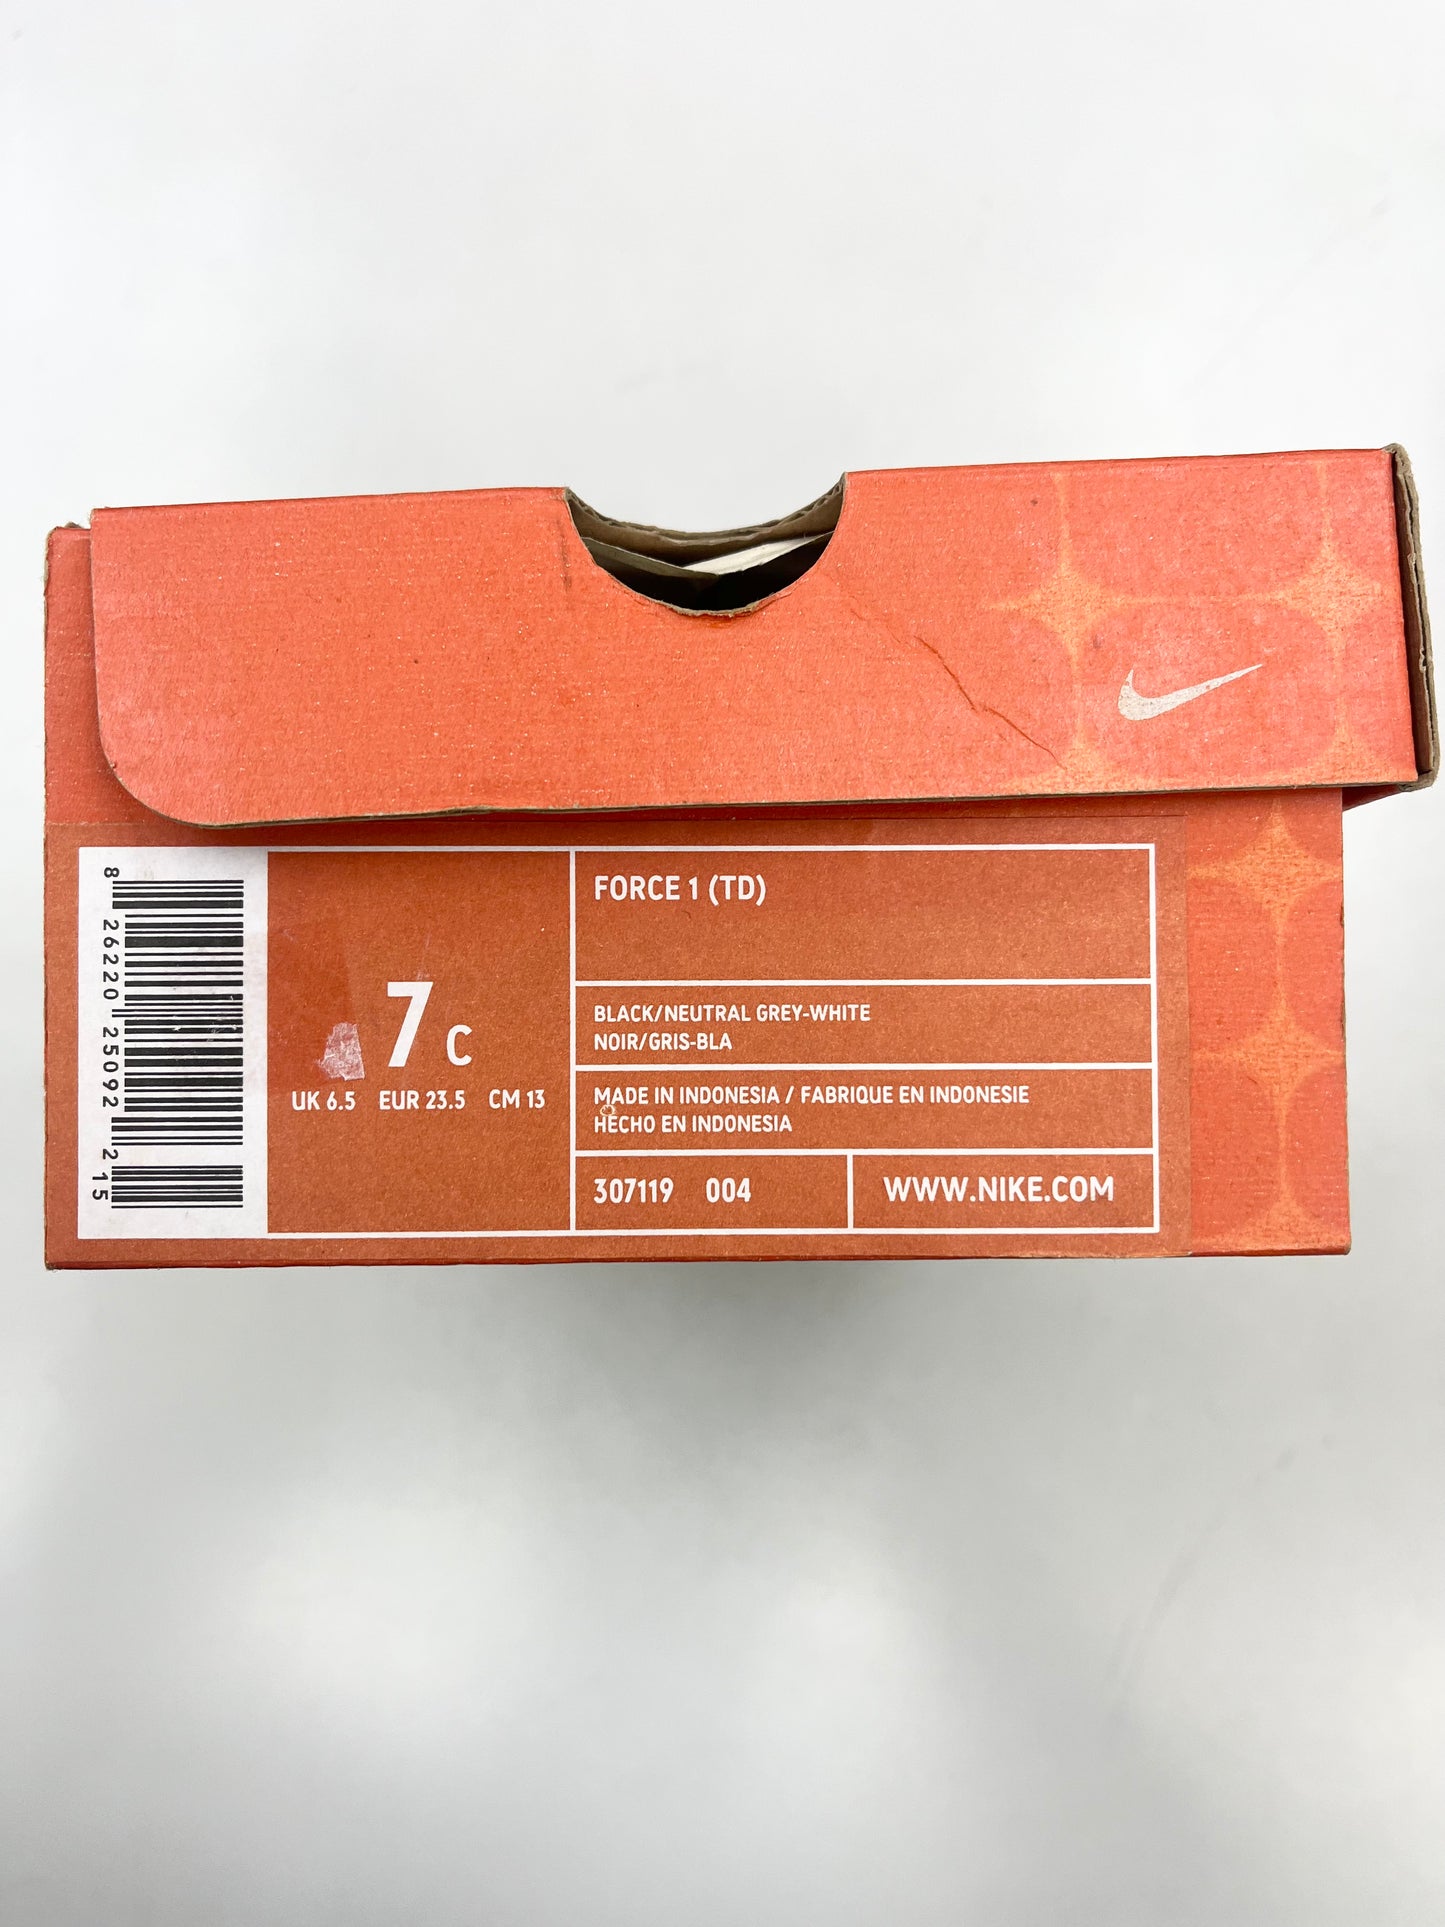 8 26220 25092 2 15
7 C
UK 6.5 EUR 23.5 CM 13
FORCE 1 (TD)
BLACK/NEUTRAL GREY-WHITE
NOIR/GRIS-BLA
MADE IN INDONESIA / FABRIQUE EN INDONESIE
HECHO EN INDONESIA
307119 004
WWW.NIKE.COM